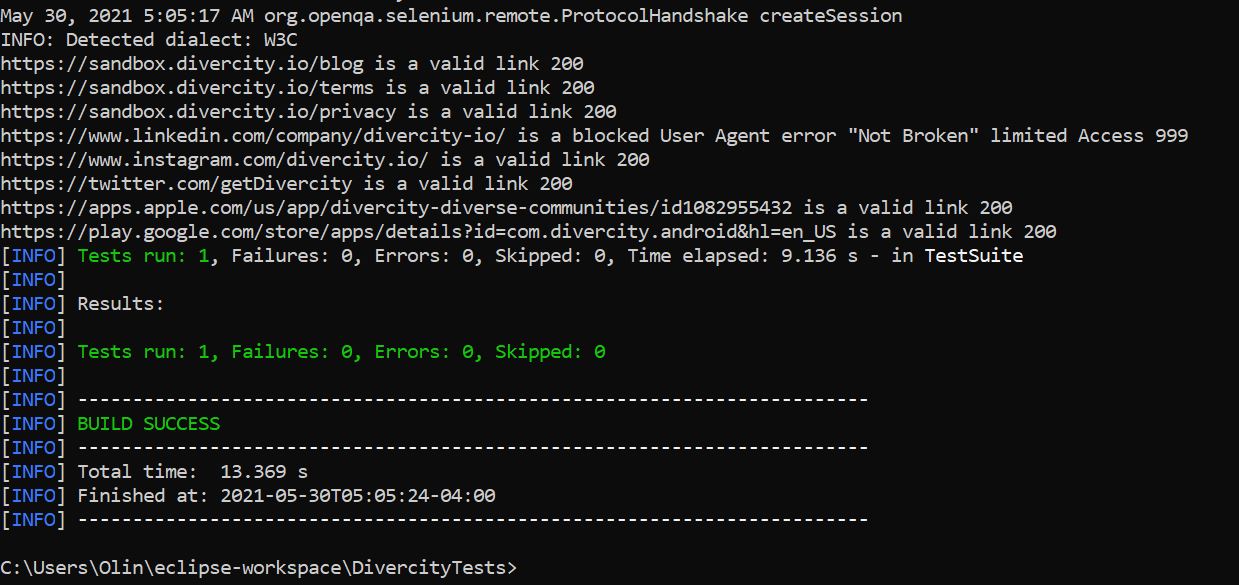 May 30, 2021 5:05:17 AM org.openqa.selenium.remote.ProtocolHandshake createSession
INFO: Detected dialect: W3C
https://sandbox.divercity.io/blog is a valid link 200
https://sandbox.divercity.io/terms is a valid link 200
https://sandbox.divercity.io/privacy is a valid link 200
https://www.linkedin.com/company/divercity-io/ is a blocked User Agent error "Not Broken" limited Access 999
https://www.instagram.com/divercity.io/ is a valid link 200
https://twitter.com/getDivercity is a valid link 200
https://apps.apple.com/us/app/divercity-diverse-communities/id1082955432 is a valid link 200
https://play.google.com/store/apps/details?id=com.divercity.android&hl=en_US is a valid link 200
[INFO] Tests run: 1, Failures: 0, Errors: 0, Skipped: 0, Time elapsed: 9.136 s - in TestSuite
[INFO]
[INFO] Results:
[INFO]
[INFO] Tests run: 1, Failures: 0, Errors: 0, Skipped: 0
[INFO]
[INFO] ------------------------------------------------------------------------
[INFO] BUILD SUCCESS
[INFO] ------------------------------------------------------------------------
[INFO] Total time:  13.369 s
[INFO] Finished at: 2021-05-30T05:05:24-04:00
[INFO] ------------------------------------------------------------------------
C:\Users\Olin\eclipse-workspace\DivercityTests>